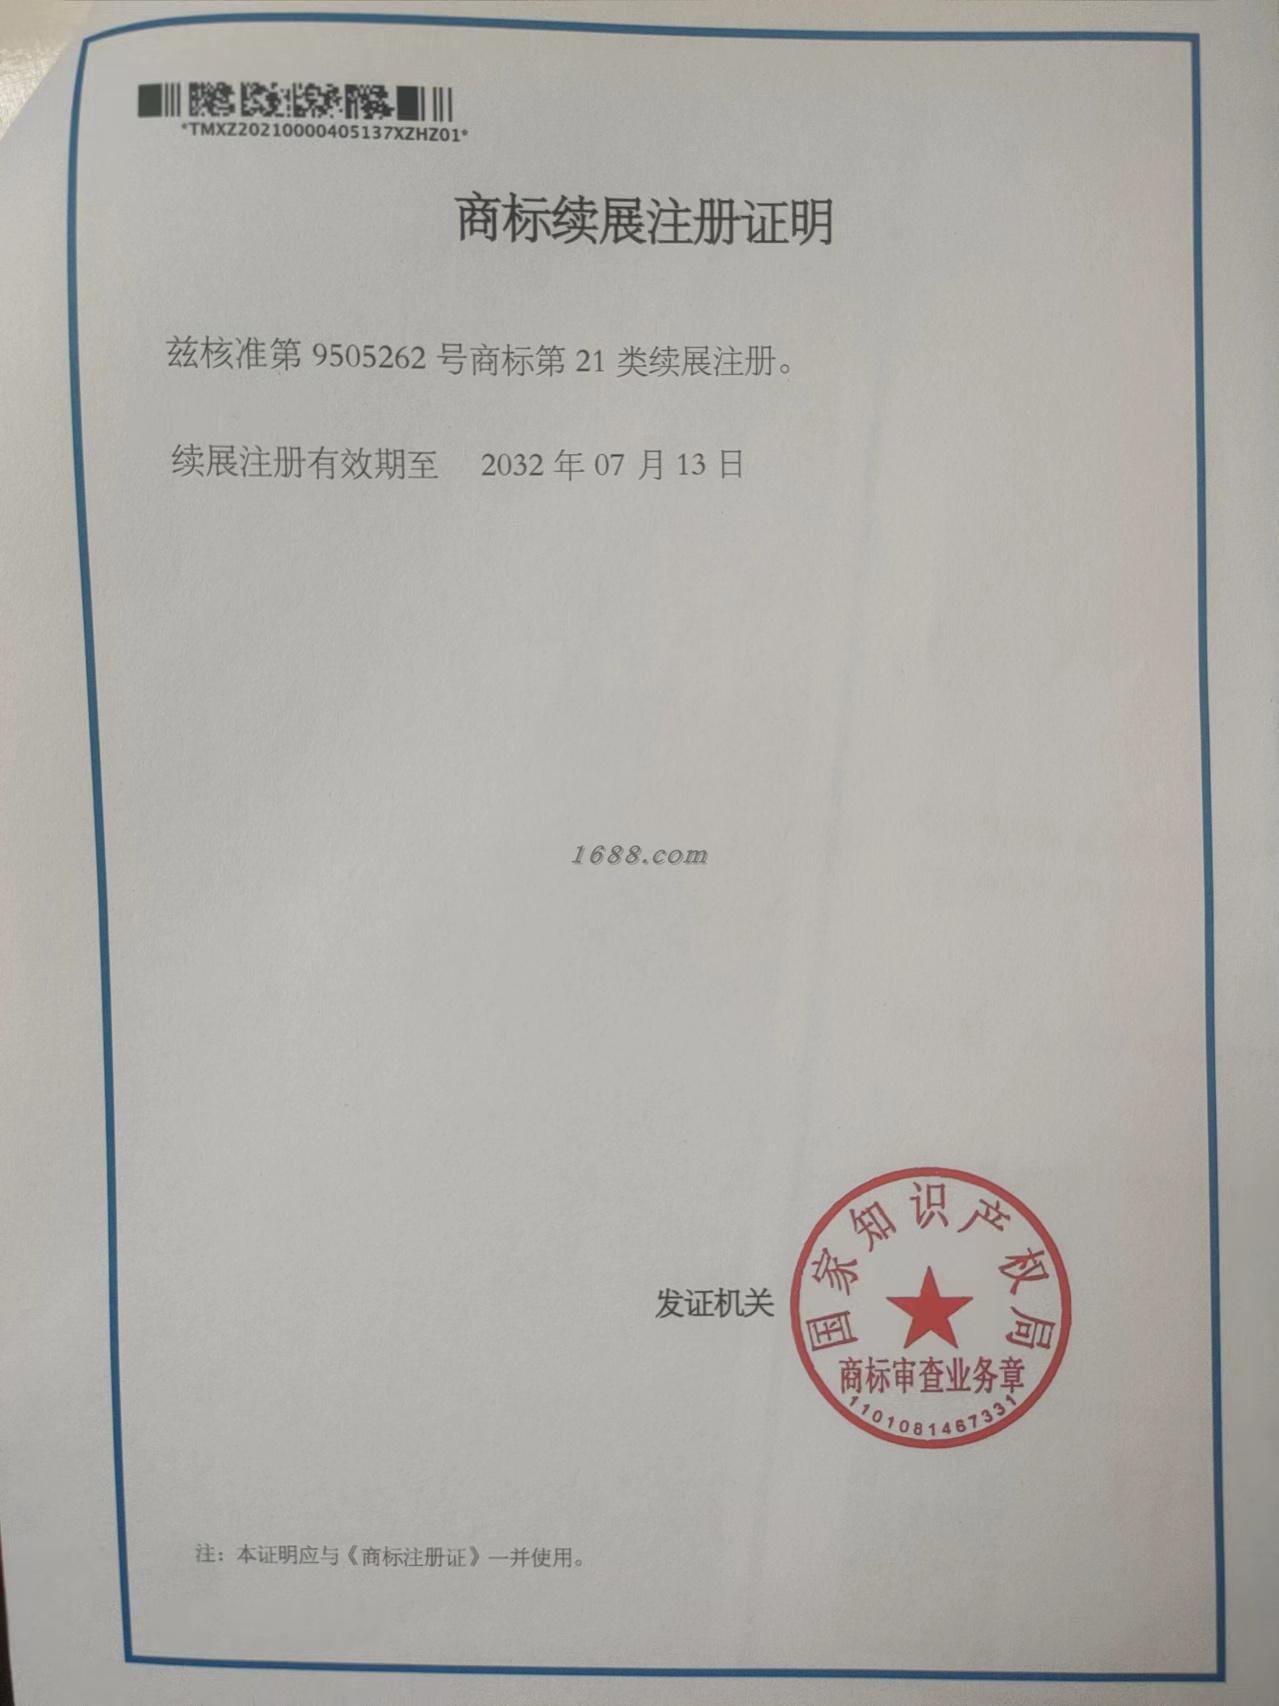 *TMXZ20210000405137XZHZ01*
商标续展注册证明
兹核准第 9505262 号商标第 21 类续展注册。
续展注册有效期至 2032 年 07 月 13 日
1688.com
发证机关
国家知识产权局
商标审查业务章
1101081467331
注：本证明应与《商标注册证》一并使用。